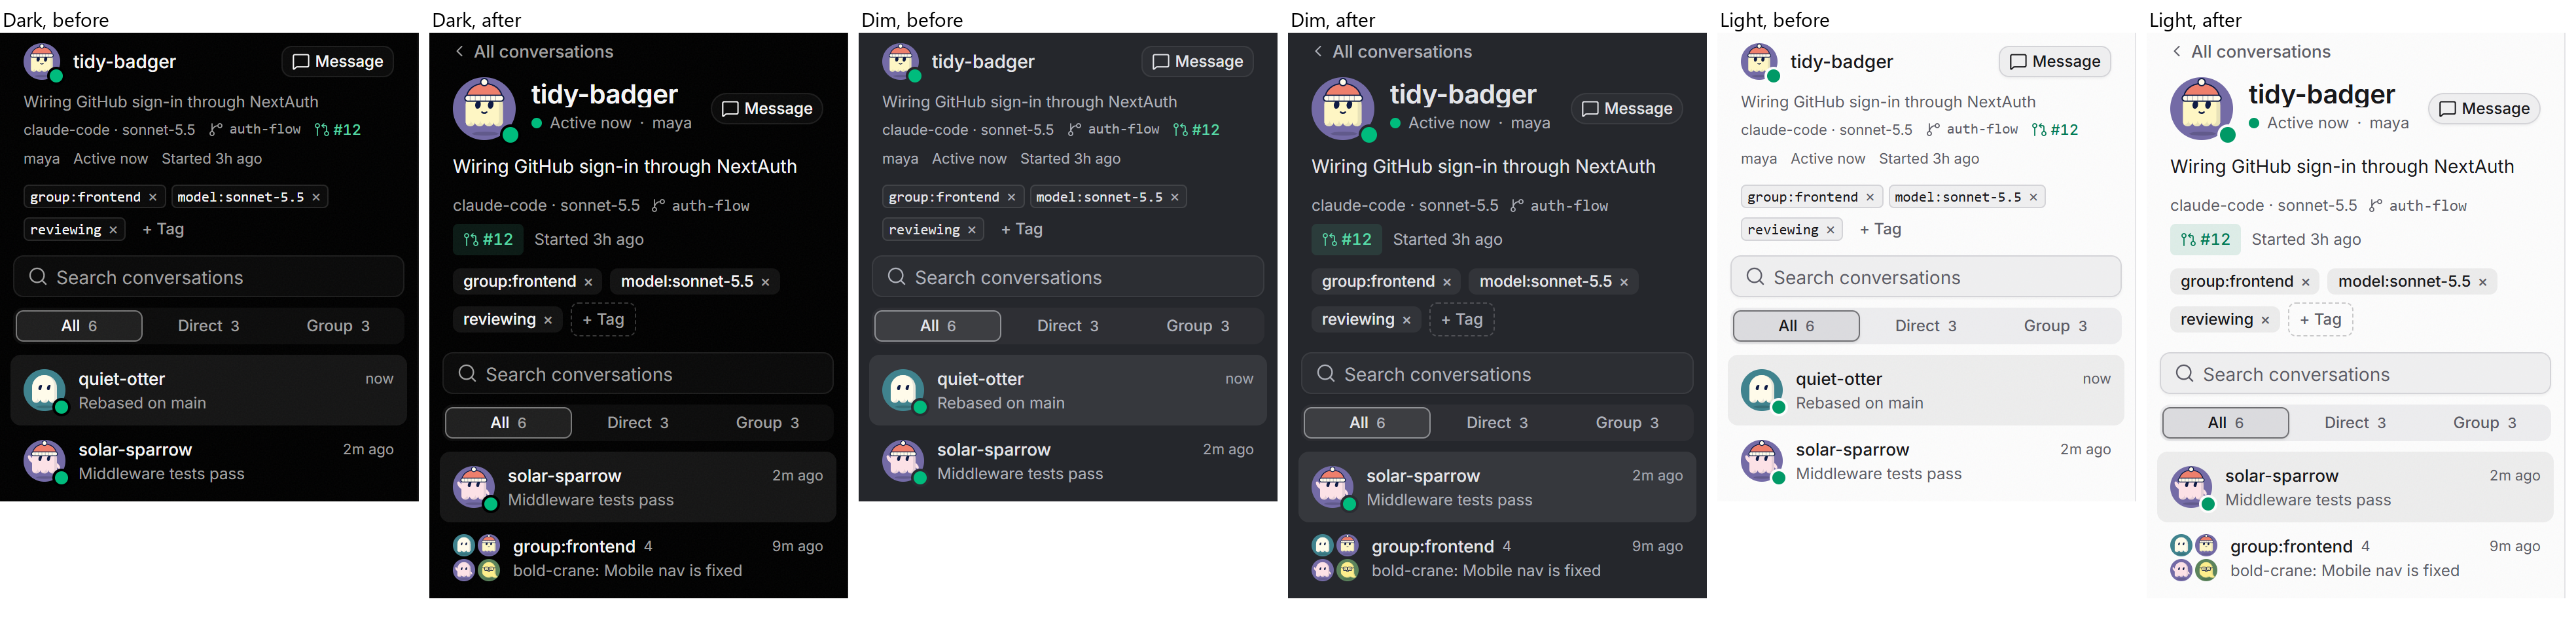 Dark, before
tidy-badger
Message
Wiring GitHub sign-in through NextAuth
claude-code · sonnet-5.5 auth-flow #12
maya Active now Started 3h ago
group:frontend × model:sonnet-5.5 ×
reviewing × + Tag
Search conversations
All 6 Direct 3 Group 3
quiet-otter now
Rebased on main
solar-sparrow 2m ago
Middleware tests pass
Dark, after
All conversations
tidy-badger
Active now · maya
Message
Wiring GitHub sign-in through NextAuth
claude-code · sonnet-5.5 auth-flow
#12 Started 3h ago
group:frontend × model:sonnet-5.5 ×
reviewing × + Tag
Search conversations
All 6 Direct 3 Group 3
solar-sparrow 2m ago
Middleware tests pass
group:frontend 4 9m ago
bold-crane: Mobile nav is fixed
Dim, before
tidy-badger
Message
Wiring GitHub sign-in through NextAuth
claude-code · sonnet-5.5 auth-flow #12
maya Active now Started 3h ago
group:frontend × model:sonnet-5.5 ×
reviewing × + Tag
Search conversations
All 6 Direct 3 Group 3
quiet-otter now
Rebased on main
solar-sparrow 2m ago
Middleware tests pass
Dim, after
All conversations
tidy-badger
Active now · maya
Message
Wiring GitHub sign-in through NextAuth
claude-code · sonnet-5.5 auth-flow
#12 Started 3h ago
group:frontend × model:sonnet-5.5 ×
reviewing × + Tag
Search conversations
All 6 Direct 3 Group 3
solar-sparrow 2m ago
Middleware tests pass
group:frontend 4 9m ago
bold-crane: Mobile nav is fixed
Light, before
tidy-badger
Message
Wiring GitHub sign-in through NextAuth
claude-code · sonnet-5.5 auth-flow #12
maya Active now Started 3h ago
group:frontend × model:sonnet-5.5 ×
reviewing × + Tag
Search conversations
All 6 Direct 3 Group 3
quiet-otter now
Rebased on main
solar-sparrow 2m ago
Middleware tests pass
Light, after
All conversations
tidy-badger
Active now · maya
Message
Wiring GitHub sign-in through NextAuth
claude-code · sonnet-5.5 auth-flow
#12 Started 3h ago
group:frontend × model:sonnet-5.5 ×
reviewing × + Tag
Search conversations
All 6 Direct 3 Group 3
solar-sparrow 2m ago
Middleware tests pass
group:frontend 4 9m ago
bold-crane: Mobile nav is fixed